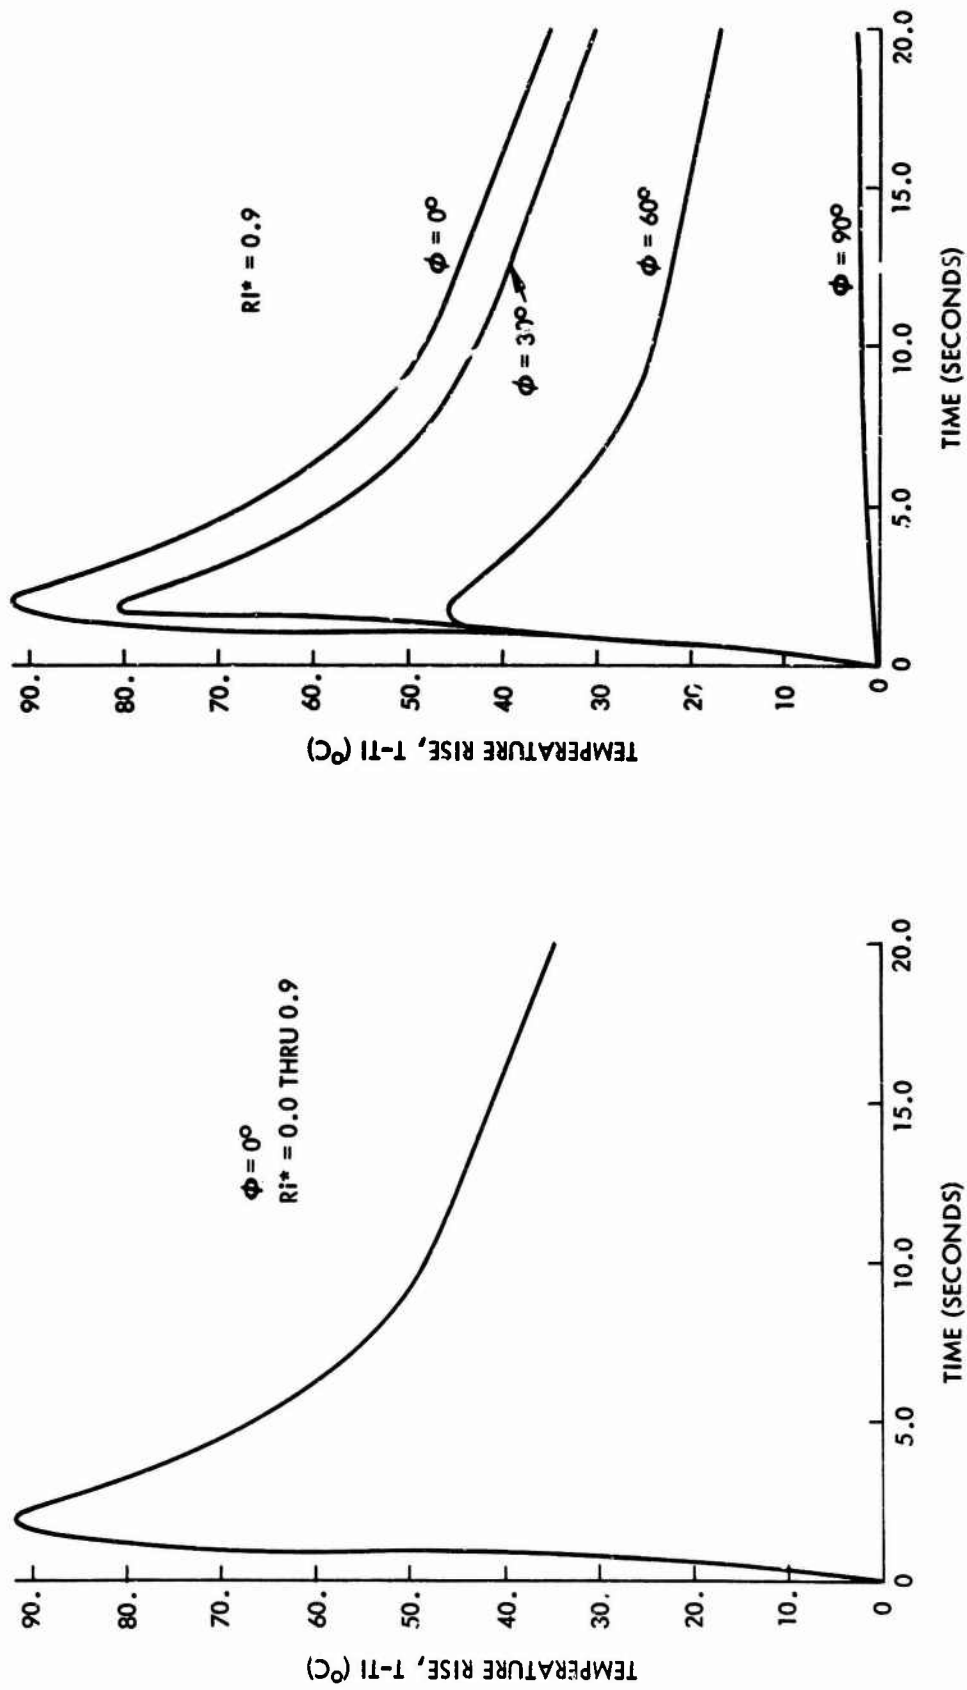 TEMPERATURE RISE, T-TI (°C)
90.
80.
70.
60.
50.
40.
30.
20.
10.
0
5.0
10.0
15.0
20.0
TIME (SECONDS)
Φ = 0°
Ri* = 0.0 THRU 0.9
TEMPERATURE RISE, T-TI (°C)
90.
80.
70.
60.
50.
40.
30
10
0
5.0
10.0
15.0
20.0
TIME (SECONDS)
RI* = 0.9
Φ = 0°
Φ = 30°
Φ = 60°
Φ = 90°